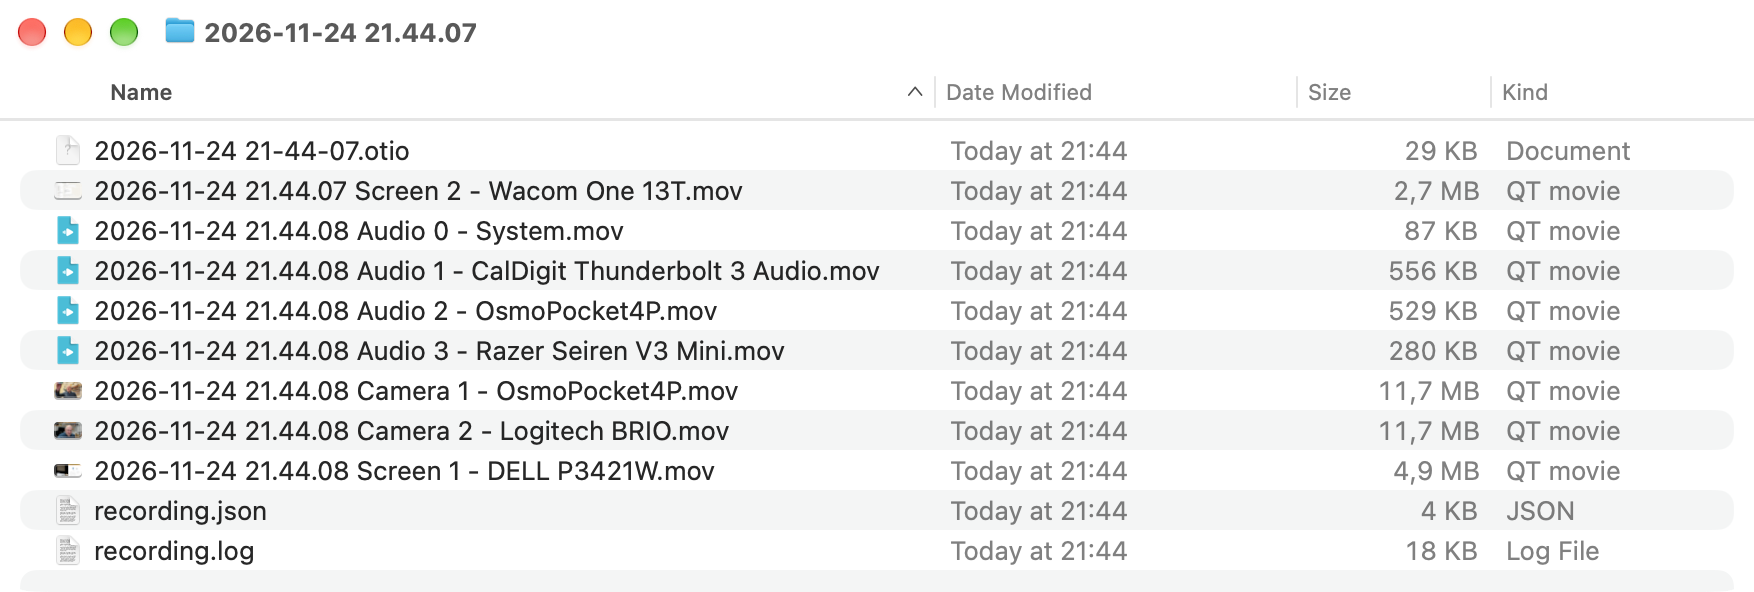 2026-11-24 21.44.07
Name Date Modified Size Kind
2026-11-24 21-44-07.otio Today at 21:44 29 KB Document
2026-11-24 21.44.07 Screen 2 - Wacom One 13T.mov Today at 21:44 2,7 MB QT movie
2026-11-24 21.44.08 Audio 0 - System.mov Today at 21:44 87 KB QT movie
2026-11-24 21.44.08 Audio 1 - CalDigit Thunderbolt 3 Audio.mov Today at 21:44 556 KB QT movie
2026-11-24 21.44.08 Audio 2 - OsmoPocket4P.mov Today at 21:44 529 KB QT movie
2026-11-24 21.44.08 Audio 3 - Razer Seiren V3 Mini.mov Today at 21:44 280 KB QT movie
2026-11-24 21.44.08 Camera 1 - OsmoPocket4P.mov Today at 21:44 11,7 MB QT movie
2026-11-24 21.44.08 Camera 2 - Logitech BRIO.mov Today at 21:44 11,7 MB QT movie
2026-11-24 21.44.08 Screen 1 - DELL P3421W.mov Today at 21:44 4,9 MB QT movie
recording.json Today at 21:44 4 KB JSON
recording.log Today at 21:44 18 KB Log File